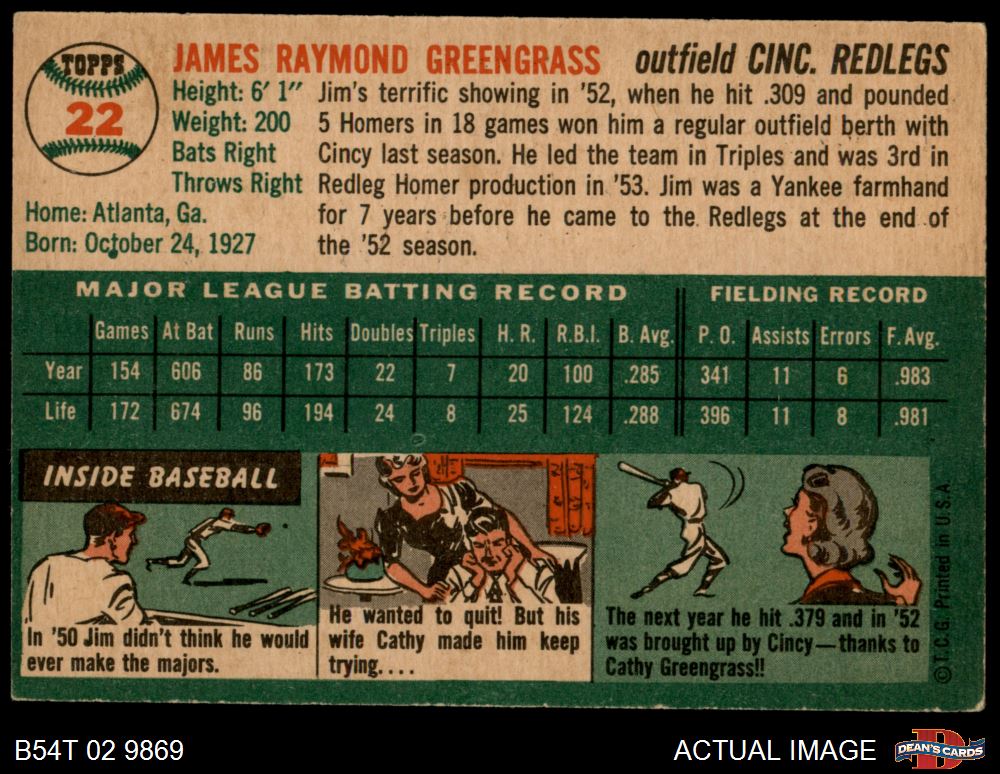 TOPPS
22
JAMES RAYMOND GREENGRASS outfield CINC. REDLEGS
Height: 6' 1"
Weight: 200
Bats Right
Throws Right
Home: Atlanta, Ga.
Born: October 24, 1927
Jim's terrific showing in '52, when he hit .309 and pounded
5 Homers in 18 games won him a regular outfield berth with
Cincy last season. He led the team in Triples and was 3rd in
Redleg Homer production in '53. Jim was a Yankee farmhand
for 7 years before he came to the Redlegs at the end of
the '52 season.
MAJOR LEAGUE BATTING RECORD FIELDING RECORD
Games At Bat Runs Hits Doubles Triples H. R. R.B.I. B. Avg. P. O. Assists Errors F. Avg.
Year 154 606 86 173 22 7 20 100 .285 341 11 6 .983
Life 172 674 96 194 24 8 25 124 .288 396 11 8 .981
INSIDE BASEBALL
In '50 Jim didn't think he would
ever make the majors.
He wanted to quit! But his
wife Cathy made him keep
trying....
The next year he hit .379 and in '52
was brought up by Cincy—thanks to
Cathy Greengrass!!
© T.C.G. Printed in U.S.A.
B54T 02 9869
ACTUAL IMAGE
D
DEAN'S CARDS